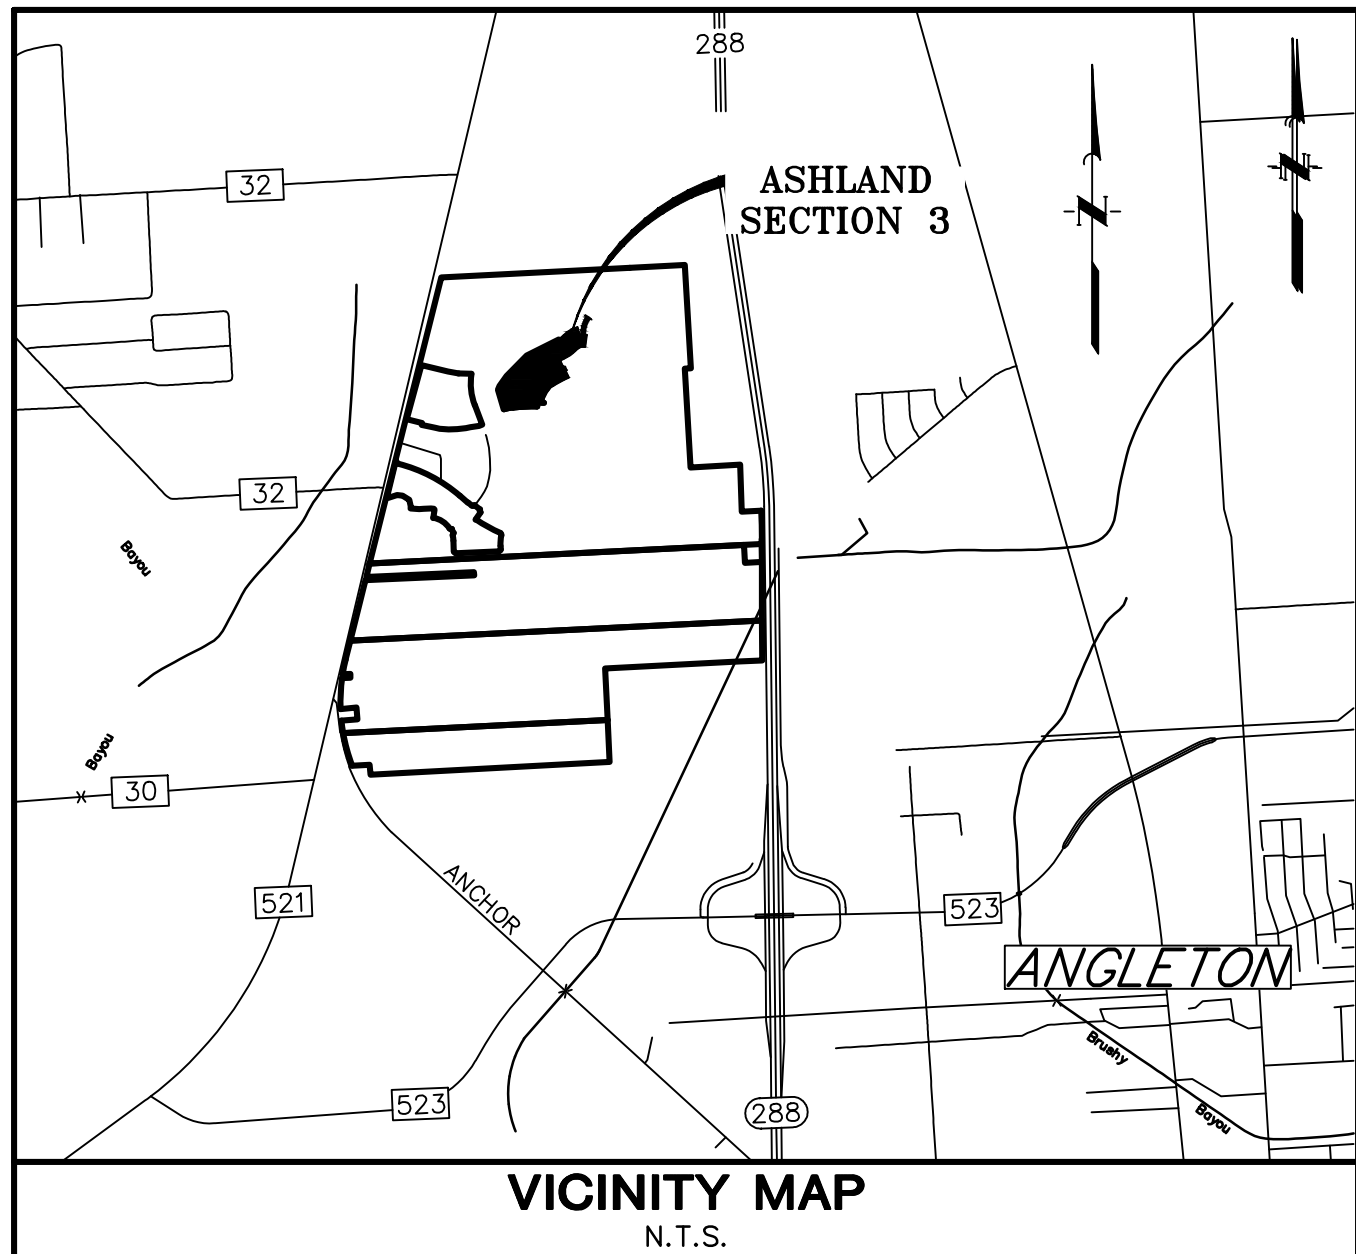 288
ASHLAND
SECTION 3
N
N
32
32
Bayou
Bayou
30
521
ANCHOR
523
ANGLETON
Brushy
Bayou
523
288
VICINITY MAP
N.T.S.